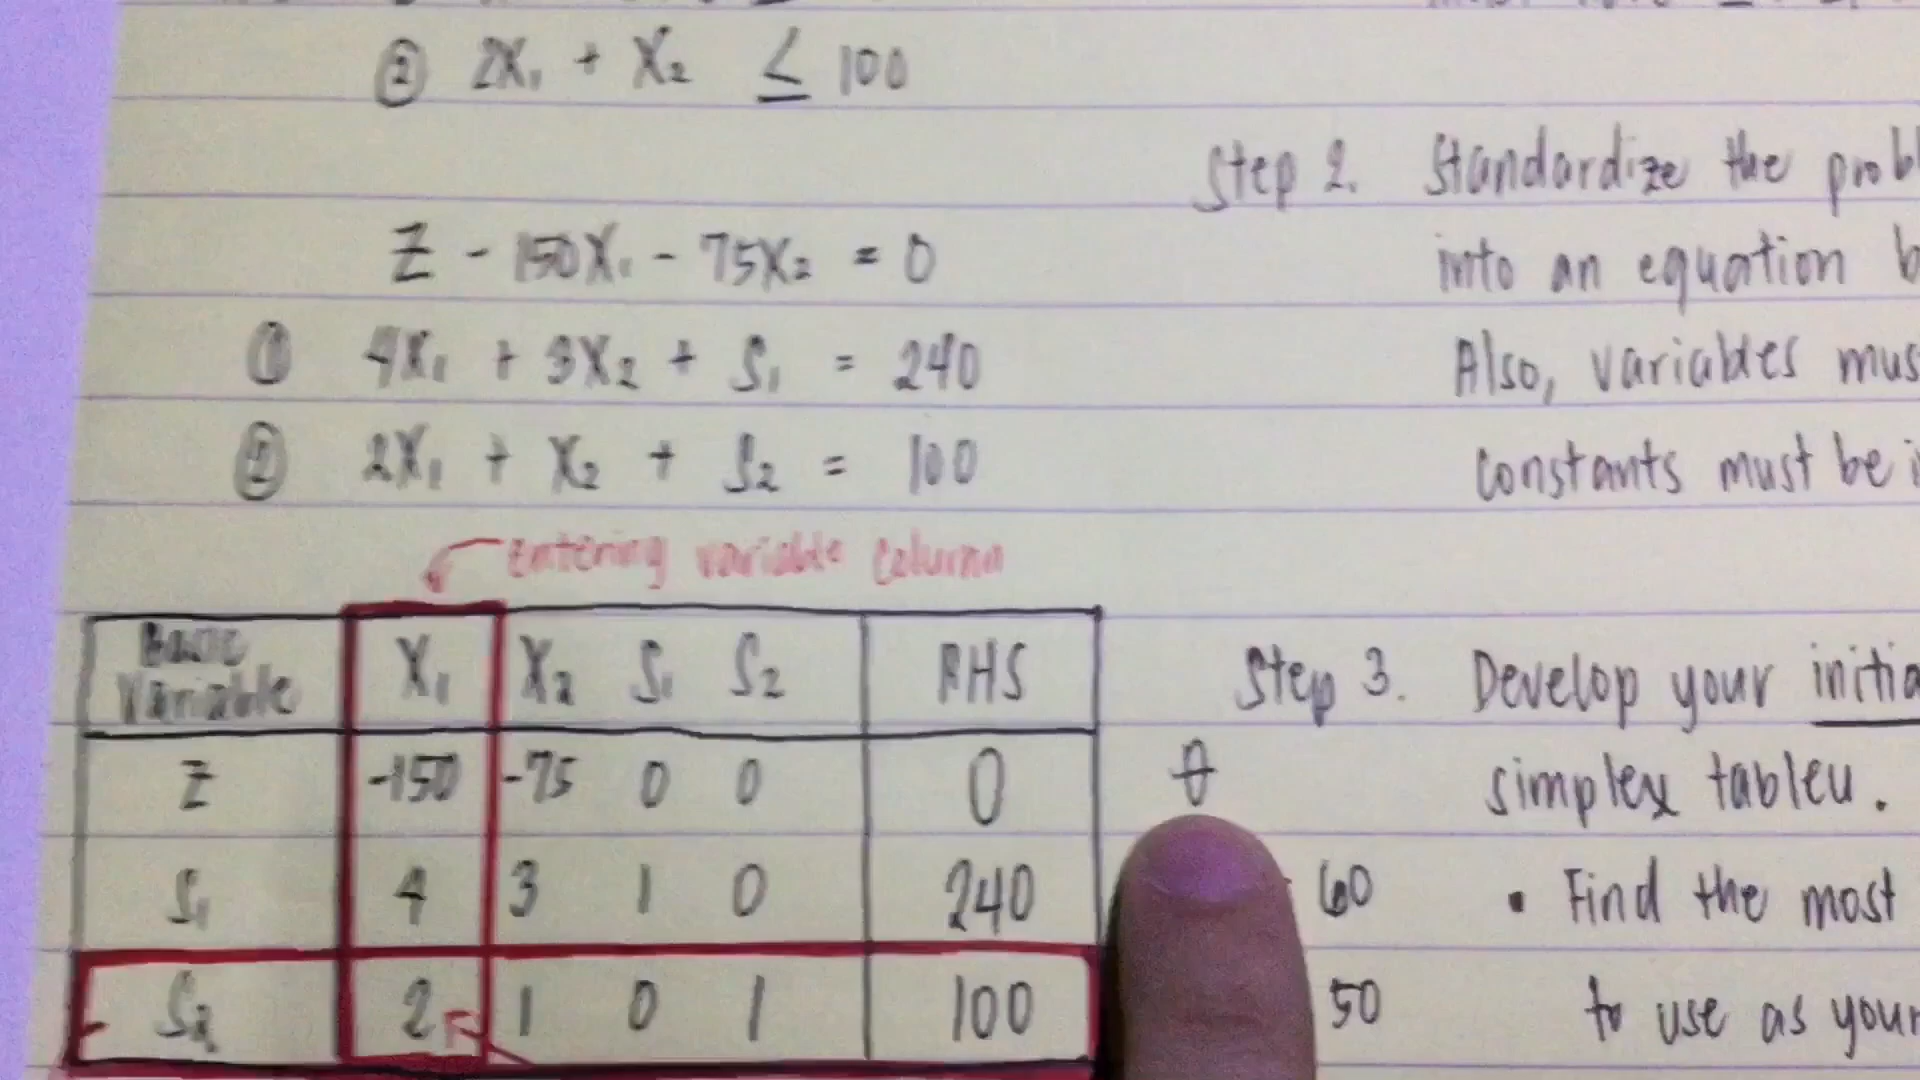 ② 2X₁ + X₂ ≤ 100
Step 2. Standardize the probl
Z - 150X₁ - 75X₂ = 0
into an equation b
① 4X₁ + 3X₂ + S₁ = 240
Also, variables mus
② 2X₁ + X₂ + S₂ = 100
constants must be i
Entering variable column
Basic
Variable
X₁ X₂ S₁ S₂ RHS
Step 3. Develop your initia
Z -150 -75 0 0 0 θ
simplex tableu.
S₁ 4 3 1 0 240 60
• Find the most
S₂ 2 1 0 1 100 50
to use as your